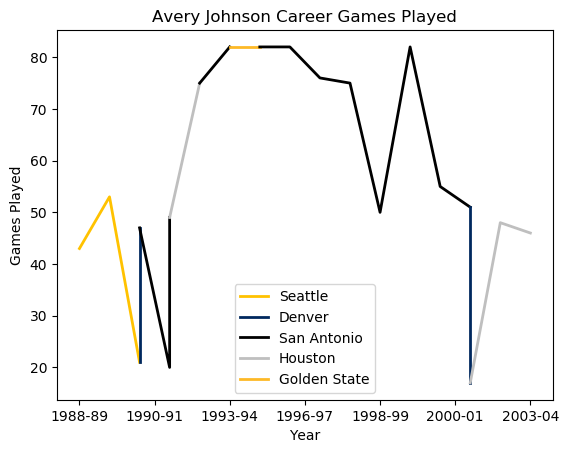 Avery Johnson Career Games Played
Games Played
80
70
60
50
40
30
20
Seattle
Denver
San Antonio
Houston
Golden State
1988-89 1990-91 1993-94 1996-97 1998-99 2000-01 2003-04
Year